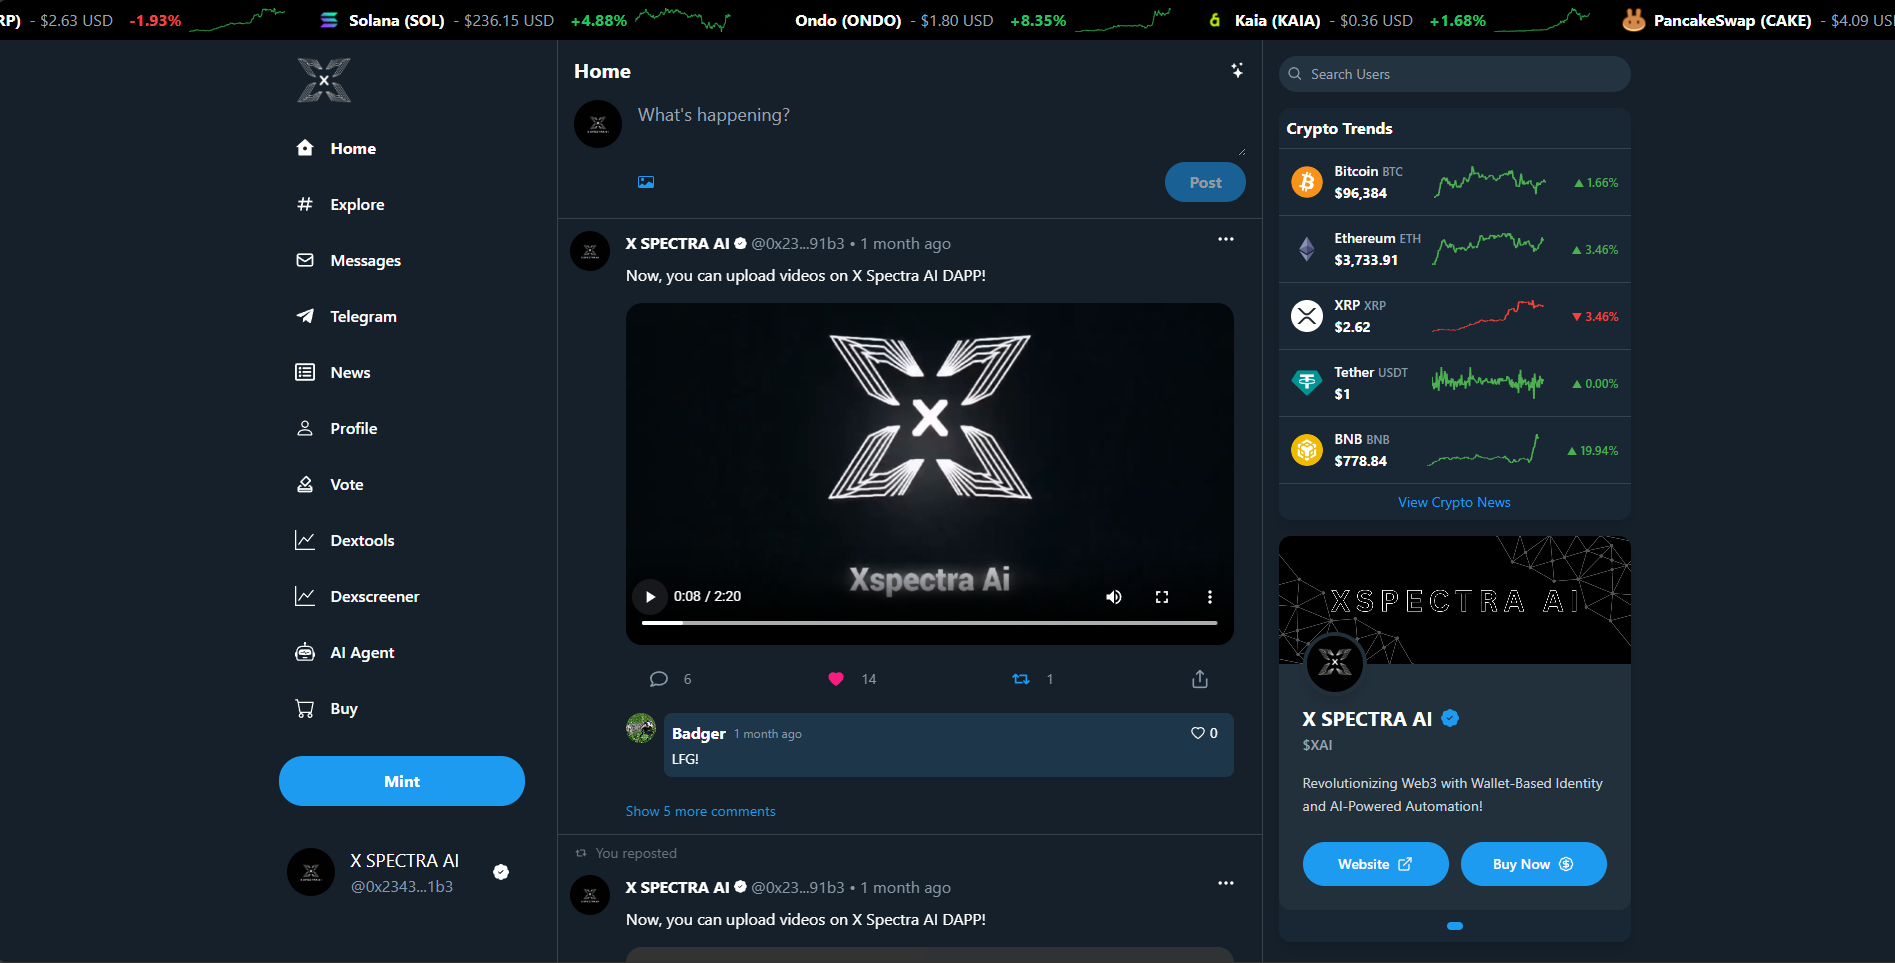 RP) - $2.63 USD -1.93% Solana (SOL) - $236.15 USD +4.88% Ondo (ONDO) - $1.80 USD +8.35% Kaia (KAIA) - $0.36 USD +1.68% PancakeSwap (CAKE) - $4.09 US
Home
Explore
Messages
Telegram
News
Profile
Vote
Dextools
Dexscreener
AI Agent
Buy
Mint
X SPECTRA AI
@0x2343...1b3
Home
What's happening?
Post
X SPECTRA AI @0x23...91b3 • 1 month ago
Now, you can upload videos on X Spectra AI DAPP!
X
Xspectra Ai
0:08 / 2:20
6 14 1
Badger 1 month ago 0
LFG!
Show 5 more comments
You reposted
X SPECTRA AI @0x23...91b3 • 1 month ago
Now, you can upload videos on X Spectra AI DAPP!
Search Users
Crypto Trends
Bitcoin BTC
$96,384
▲ 1.66%
Ethereum ETH
$3,733.91
▲ 3.46%
XRP XRP
$2.62
▼ 3.46%
Tether USDT
$1
▲ 0.00%
BNB BNB
$778.84
▲ 19.94%
View Crypto News
XSPECTRA AI
X SPECTRA AI
$XAI
Revolutionizing Web3 with Wallet-Based Identity
and AI-Powered Automation!
Website
Buy Now